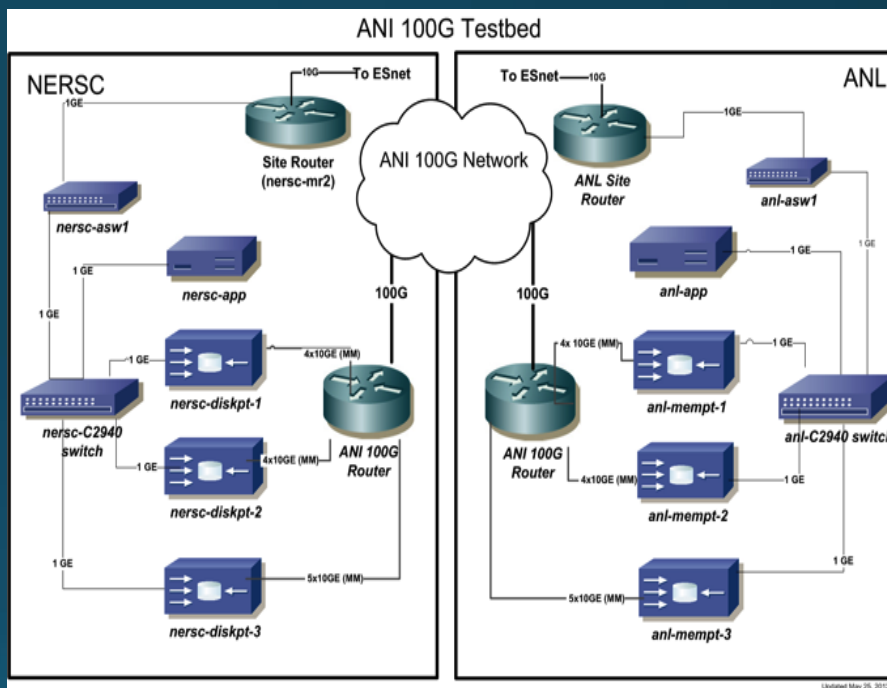 ANI 100G Testbed
NERSC
10G
To ESnet
1GE
Site Router
(nersc-mr2)
nersc-asw1
1 GE
nersc-app
1 GE
1 GE
nersc-diskpt-1
4x10GE (MM)
nersc-C2940
switch
1 GE
nersc-diskpt-2
4x10GE (MM)
ANI 100G
Router
100G
1 GE
nersc-diskpt-3
5x10GE (MM)
ANI 100G Network
ANL
To ESnet
10G
1GE
ANL Site
Router
anl-asw1
1 GE
anl-app
1 GE
100G
ANI 100G
Router
4x 10GE (MM)
anl-mempt-1
1 GE
anl-C2940 switch
4x10GE (MM)
anl-mempt-2
1 GE
5x10GE (MM)
anl-mempt-3
1 GE
Updated May 25,